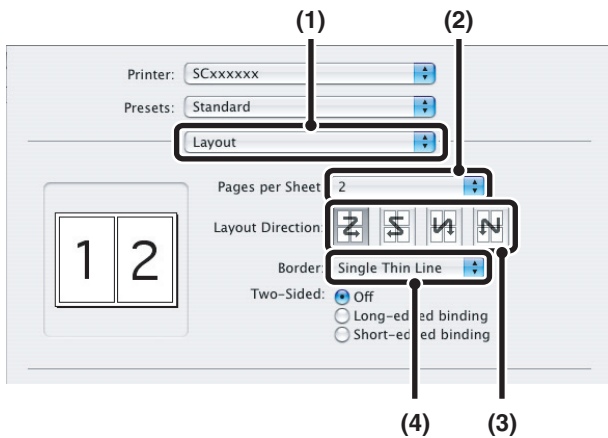 (1)
(2)
Printer: SCxxxxxx
Presets: Standard
Layout
Pages per Sheet 2
Layout Direction:
1 2
Border: Single Thin Line
Two-Sided: Off
Long-edged binding
Short-edged binding
(4) (3)